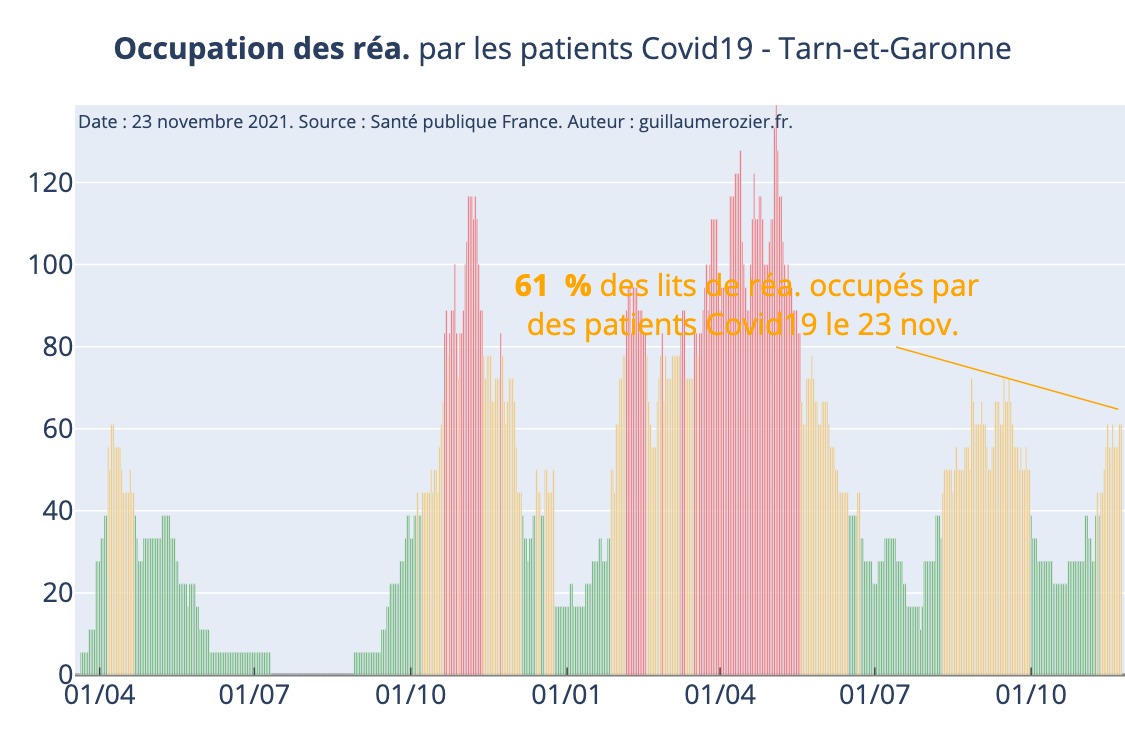 Occupation des réa. par les patients Covid19 - Tarn-et-Garonne
Date : 23 novembre 2021. Source : Santé publique France. Auteur : guillaumerozier.fr.
120
100
61 % des lits de réa. occupés par
des patients Covid19 le 23 nov.
80
60
40
20
0
01/04 01/07 01/10 01/01 01/04 01/07 01/10